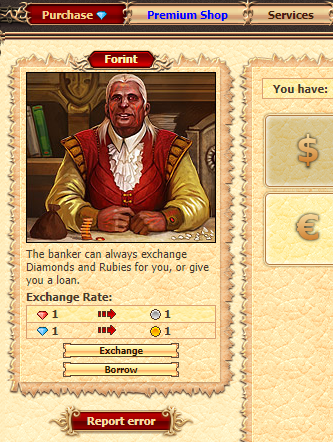 Purchase Premium Shop Services
Forint
You have:
$
€
The banker can always exchange
Diamonds and Rubies for you, or give
you a loan.
Exchange Rate:
1 1
1 1
Exchange
Borrow
Report error